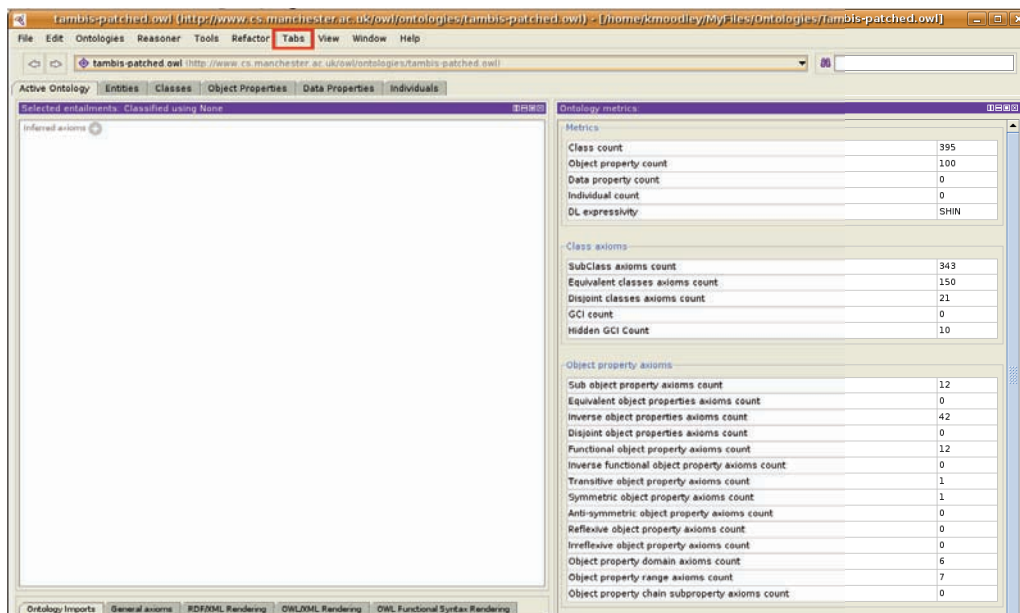 tambis-patched.owl (http://www.cs.manchester.ac.uk/owl/ontologies/tambis-patched.owl) - [/home/kmoodley/MyFiles/Ontologies/Tambis-patched.owl]
File Edit Ontologies Reasoner Tools Refactor Tabs View Window Help
tambis-patched.owl (http://www.cs.manchester.ac.uk/owl/ontologies/tambis-patched.owl)
Active Ontology Entities Classes Object Properties Data Properties Individuals
Selected entailments: Classified using None
Inferred axioms
Ontology metrics:
Metrics
Class count 395
Object property count 100
Data property count 0
Individual count 0
DL expressivity SHIN
Class axioms
SubClass axioms count 343
Equivalent classes axioms count 150
Disjoint classes axioms count 21
GCI count 0
Hidden GCI Count 10
Object property axioms
Sub object property axioms count 12
Equivalent object properties axioms count 0
Inverse object properties axioms count 42
Disjoint object properties axioms count 0
Functional object property axioms count 12
Inverse functional object property axioms count 0
Transitive object property axioms count 1
Symmetric object property axioms count 1
Anti-symmetric object property axioms count 0
Reflexive object property axioms count 0
Irreflexive object property axioms count 0
Object property domain axioms count 6
Object property range axioms count 7
Object property chain subproperty axioms count 0
Ontology Imports General axioms RDF/XML Rendering OWL/XML Rendering OWL Functional Syntax Rendering